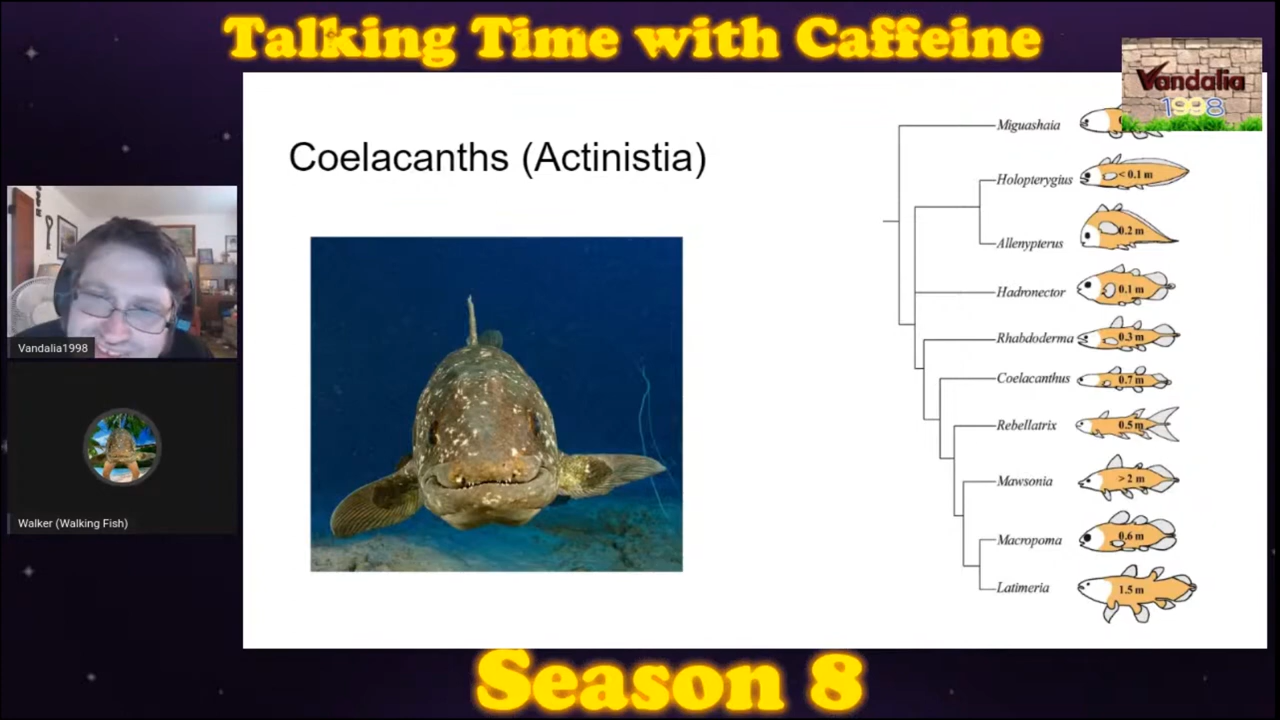 Talking Time with Caffeine
Vandalia
1998
Coelacanths (Actinistia)
Miguashaia
Holopterygius
< 0.1 m
Allenypterus
0.2 m
Hadronector
0.1 m
Rhabdoderma
0.3 m
Coelacanthus
0.7 m
Rebellatrix
0.5 m
Mawsonia
> 2 m
Macropoma
0.6 m
Latimeria
1.5 m
Vandalia1998
Walker (Walking Fish)
Season 8